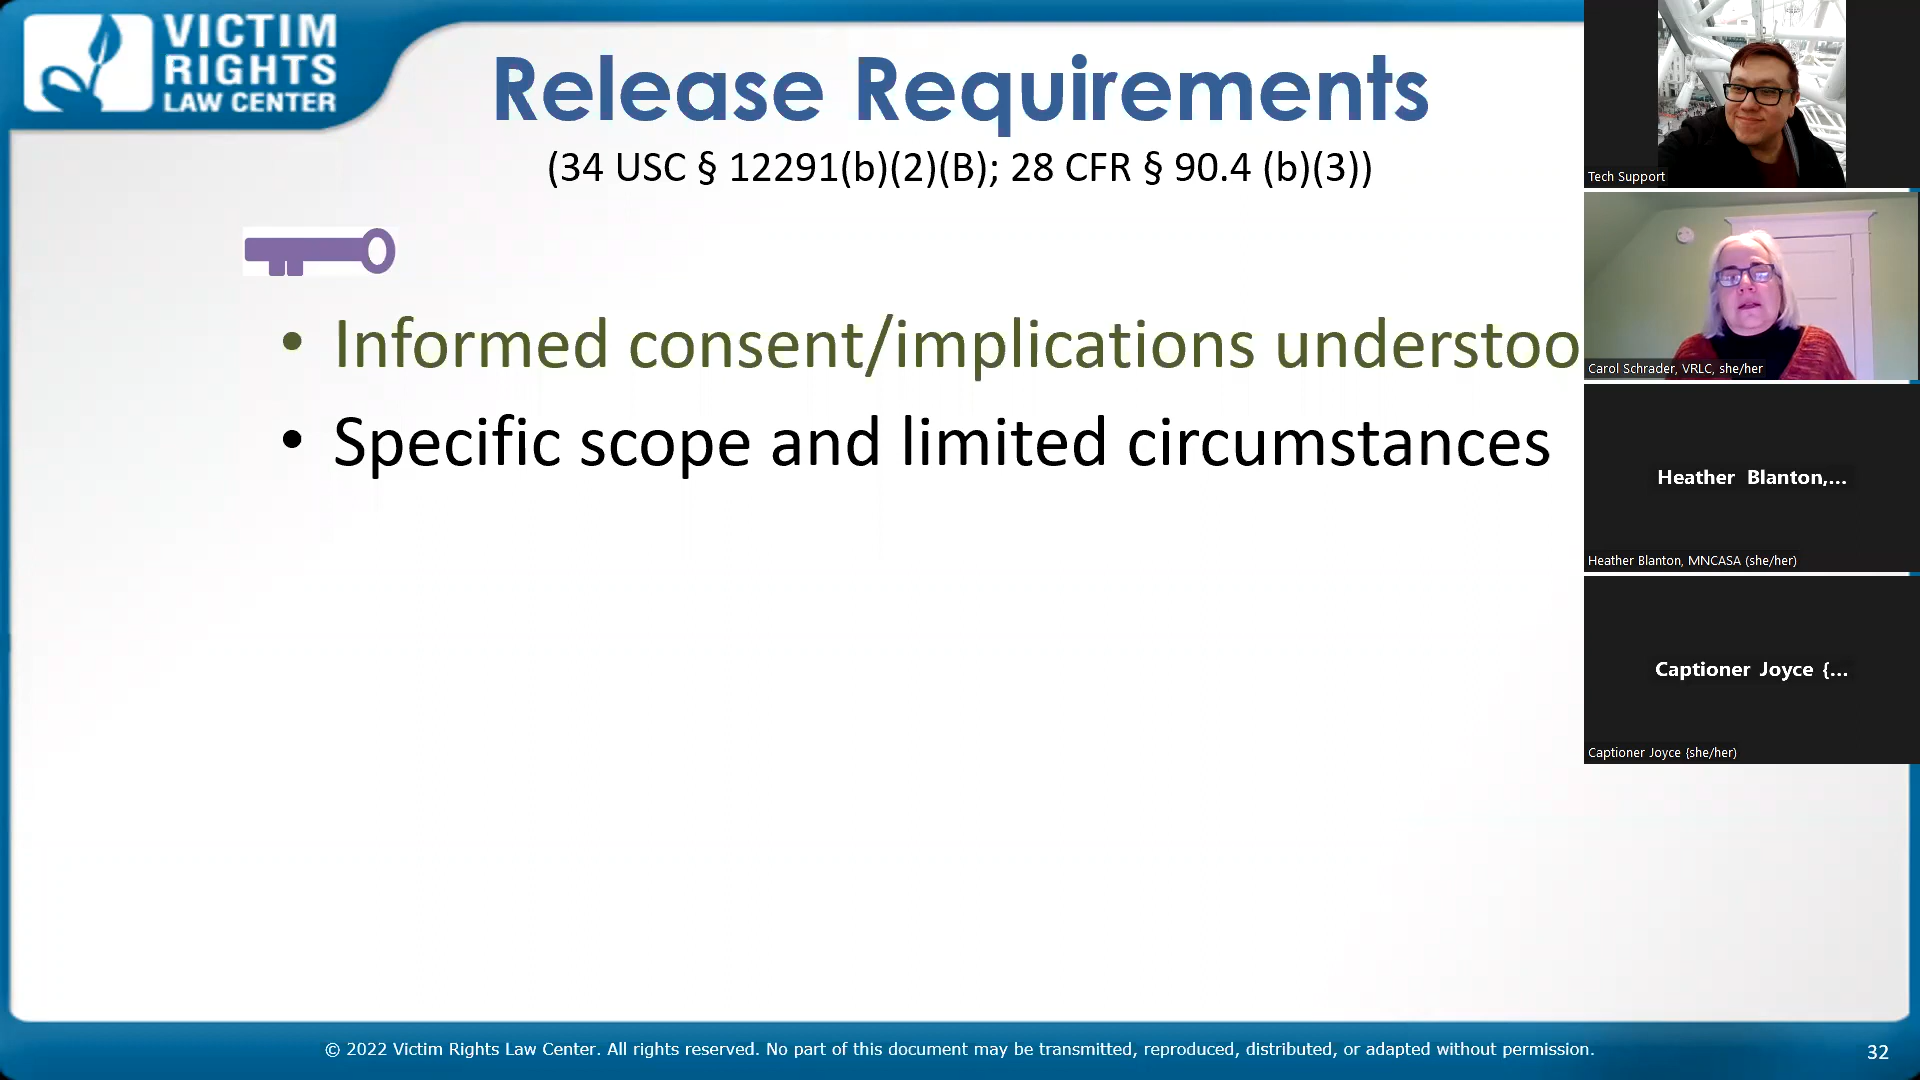 VICTIM
RIGHTS
LAW CENTER
Release Requirements
(34 USC § 12291(b)(2)(B); 28 CFR § 90.4 (b)(3))
• Informed consent/implications understoo
• Specific scope and limited circumstances
Tech Support
Carol Schrader, VRLC, she/her
Heather Blanton,...
Heather Blanton, MNCASA (she/her)
Captioner Joyce {...
Captioner Joyce {she/her)
© 2022 Victim Rights Law Center. All rights reserved. No part of this document may be transmitted, reproduced, distributed, or adapted without permission.
32